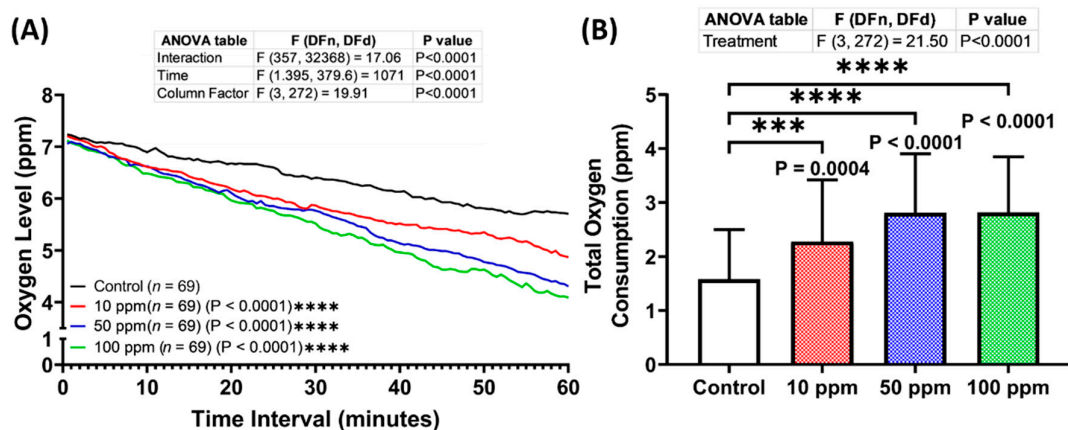 (A)
ANOVA table F (DFn, DFd) P value
Interaction F (357, 32368) = 17.06 P<0.0001
Time F (1.395, 379.6) = 1071 P<0.0001
Column Factor F (3, 272) = 19.91 P<0.0001
Oxygen Level (ppm)
8
7
6
5
4
1
0
Control (n = 69)
10 ppm(n = 69) (P < 0.0001)****
50 ppm(n = 69) (P < 0.0001)****
100 ppm (n = 69) (P < 0.0001)****
0 10 20 30 40 50 60
Time Interval (minutes)
(B)
ANOVA table F (DFn, DFd) P value
Treatment F (3, 272) = 21.50 P<0.0001
Total Oxygen
Consumption (ppm)
5
4
3
2
1
0
****
****
***
P = 0.0004
P < 0.0001
P < 0.0001
Control 10 ppm 50 ppm 100 ppm